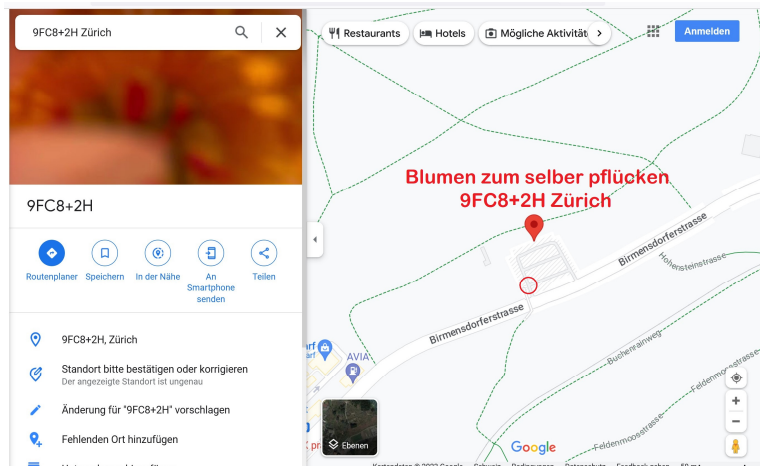 9FC8+2H Zürich
Restaurants
Hotels
Mögliche Aktivität
Anmelden
Blumen zum selber pflücken
9FC8+2H Zürich
9FC8+2H
Routenplaner
Speichern
In der Nähe
An Smartphone senden
Teilen
9FC8+2H, Zürich
Standort bitte bestätigen oder korrigieren
Der angezeigte Standort ist ungenau
Änderung für "9FC8+2H" vorschlagen
Fehlenden Ort hinzufügen
Birmensdorferstrasse
Hohensteinstrasse
Birmensdorferstrasse
AVIA
Buchenrainweg
Feldenmoosstrasse
Feldenmoosstrasse
Ebenen
Google